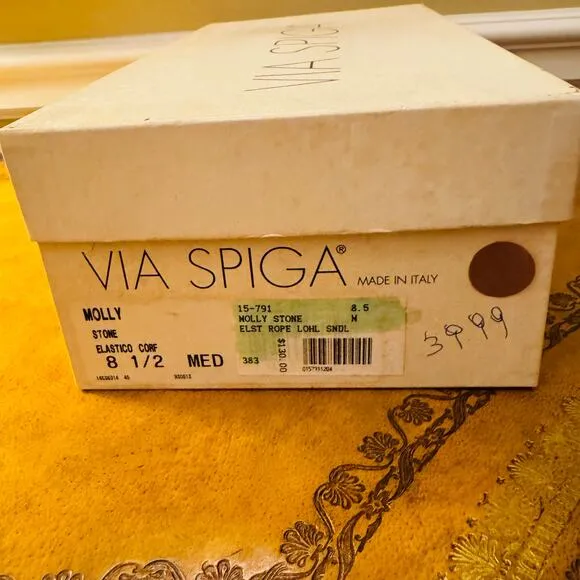 VIA SPIGA
VIA SPIGA® MADE IN ITALY
MOLLY
STONE
ELASTICO CORF
8 1/2 MED
15-791 8.5
MOLLY STONE M
ELST ROPE LOHL SNDL
383
$130.00
39.99